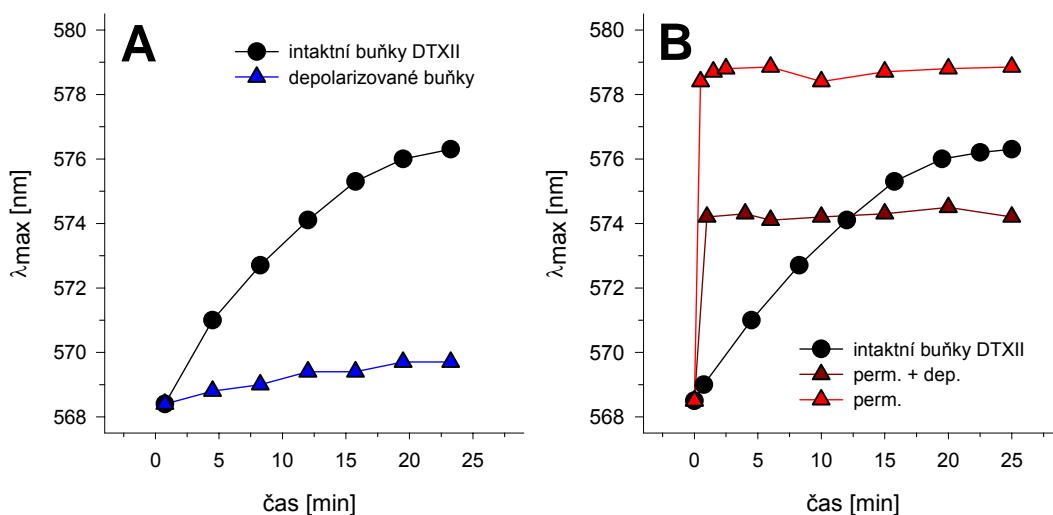 A
580
578
576
574
572
570
568
λmax [nm]
intaktní buňky DTXII
depolarizované buňky
0 5 10 15 20 25
čas [min]
B
580
578
576
574
572
570
568
λmax [nm]
intaktní buňky DTXII
perm. + dep.
perm.
0 5 10 15 20 25
čas [min]